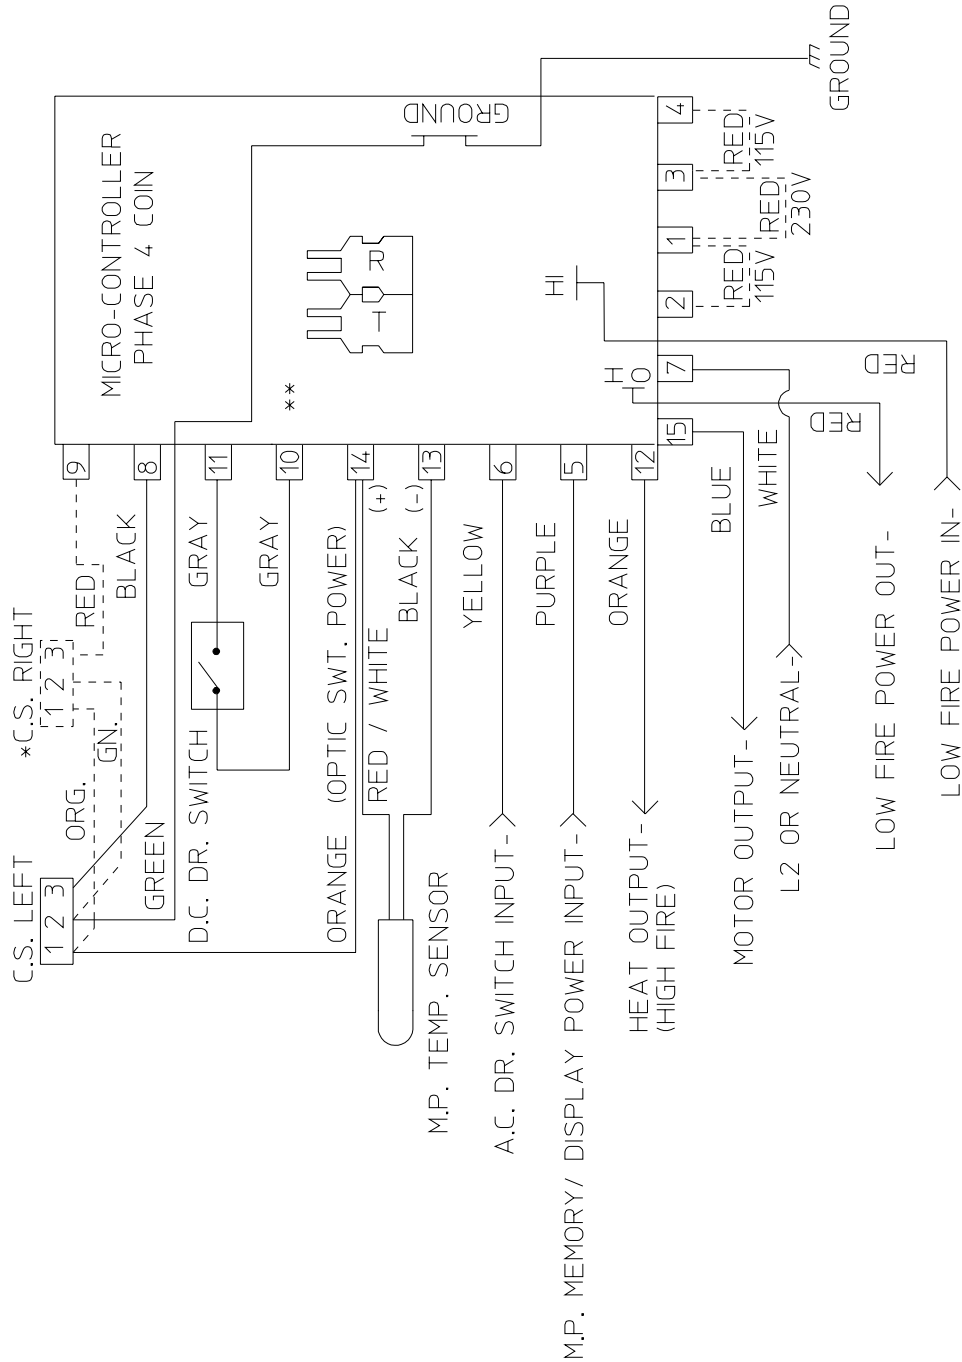 MICRO-CONTROLLER
PHASE 4 COIN
GROUND
GROUND
R
T
**
HI
HO
4
3
1
2
7
15
RED
115V
RED
230V
RED
115V
9
8
11
10
14
13
6
5
12
RED
BLACK
GRAY
GRAY
(+)
(-)
BLACK
YELLOW
PURPLE
ORANGE
BLUE
WHITE
RED
RED
*C.S. RIGHT
1 2 3
ORG.
GN.
C.S. LEFT
1 2 3
GREEN
D.C. DR. SWITCH
ORANGE (OPTIC SWT. POWER)
RED / WHITE
M.P. TEMP. SENSOR
A.C. DR. SWITCH INPUT-
M.P. MEMORY/ DISPLAY POWER INPUT-
HEAT OUTPUT-
(HIGH FIRE)
MOTOR OUTPUT-
L2 OR NEUTRAL-
LOW FIRE POWER OUT-
LOW FIRE POWER IN-